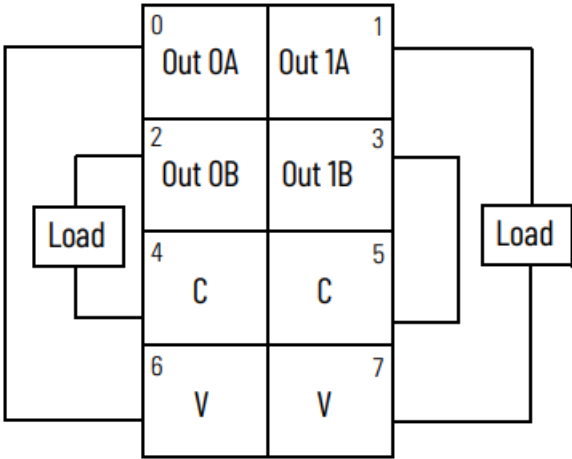 0 1
Out 0A Out 1A
2 3
Out 0B Out 1B
Load Load
4 5
C C
6 7
V V